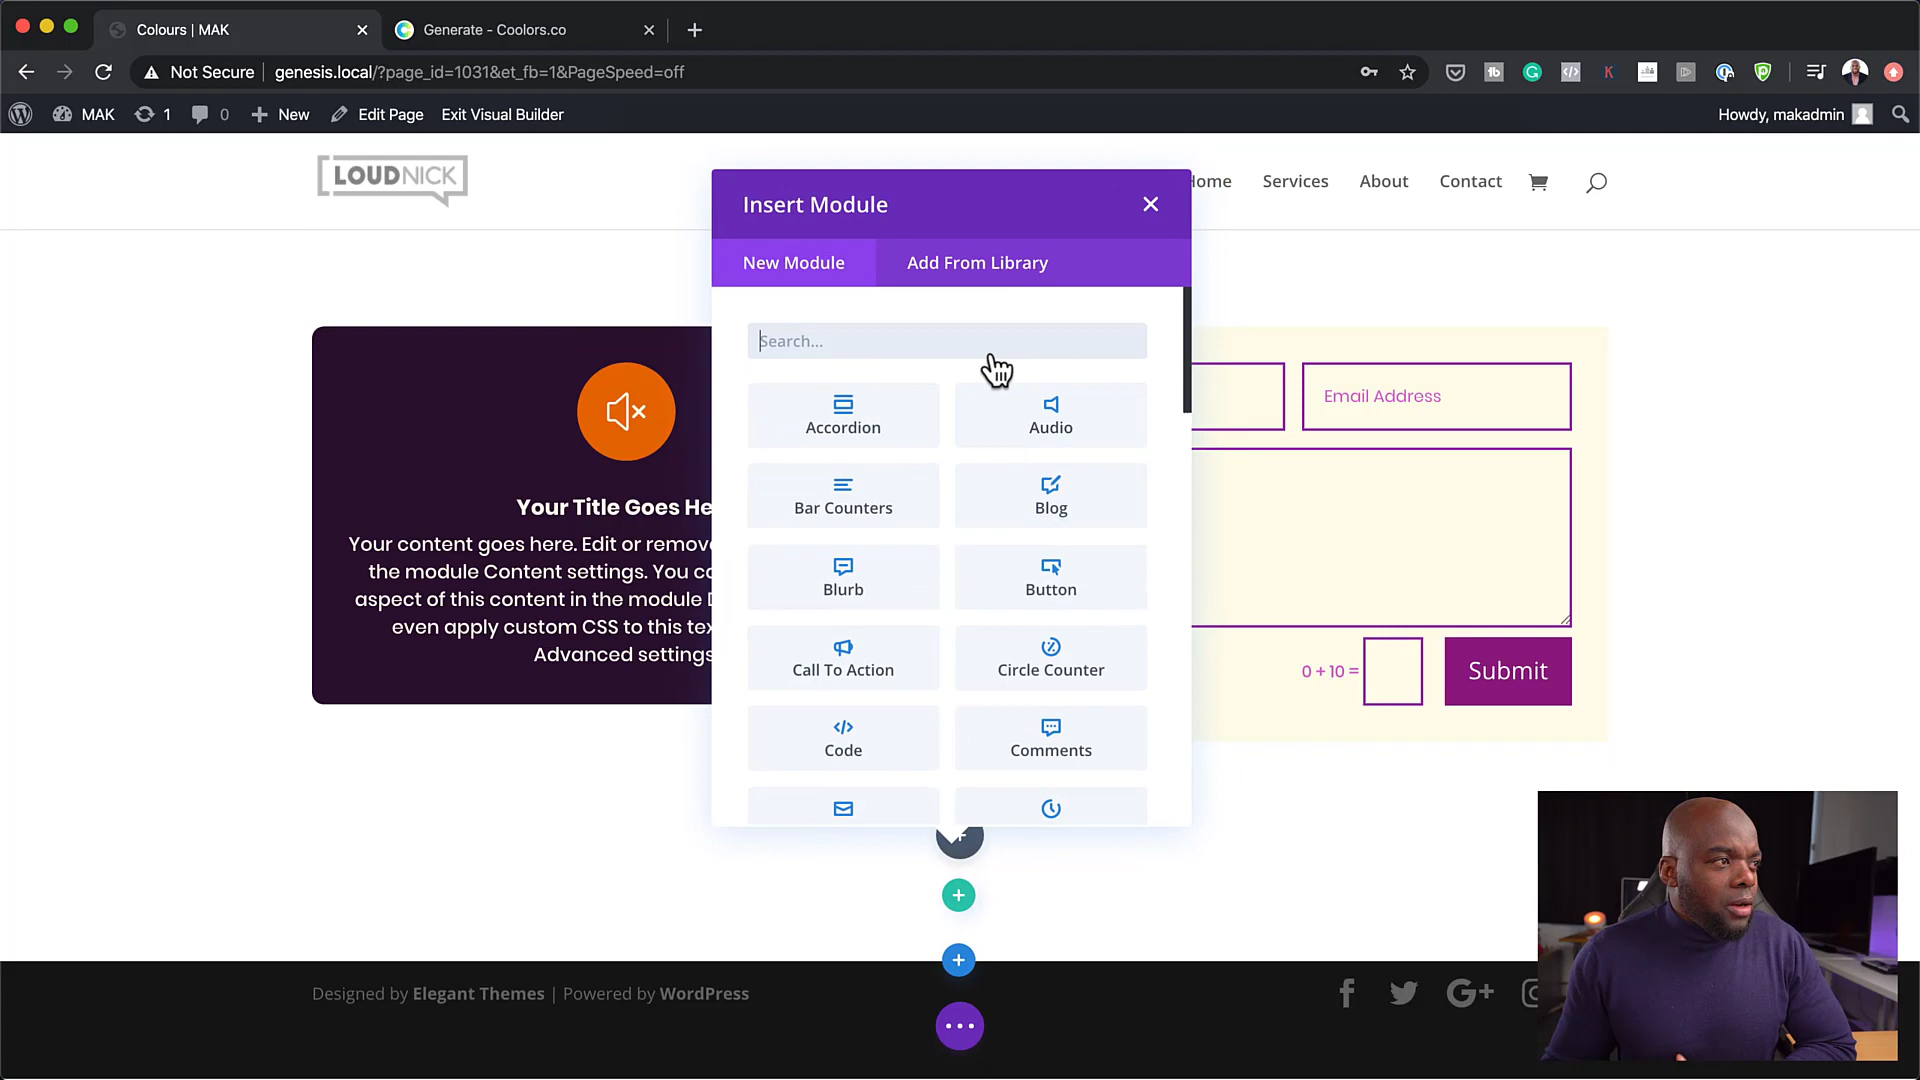 Colours | MAK
Generate - Coolors.co
Not Secure
genesis.local/?page_id=1031&et_fb=1&PageSpeed=off
MAK
1
0
New
Edit Page
Exit Visual Builder
Howdy, makadmin
LOUDNICK
Home
Services
About
Contact
Insert Module
New Module
Add From Library
Search...
Accordion
Audio
Bar Counters
Blog
Blurb
Button
Call To Action
Circle Counter
Code
Comments
Your Title Goes He
Your content goes here. Edit or remov
the module Content settings. You c
aspect of this content in the module
even apply custom CSS to this tex
Advanced settings
Email Address
0 + 10 =
Submit
Designed by Elegant Themes | Powered by WordPress